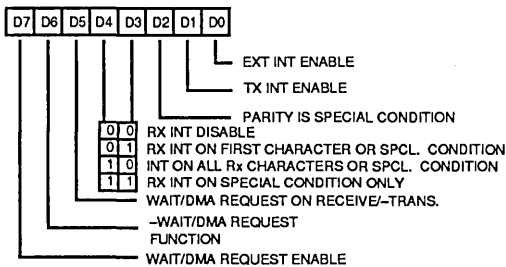 D7 D6 D5 D4 D3 D2 D1 D0
EXT INT ENABLE
TX INT ENABLE
PARITY IS SPECIAL CONDITION
0 0 RX INT DISABLE
0 1 RX INT ON FIRST CHARACTER OR SPCL. CONDITION
1 0 INT ON ALL Rx CHARACTERS OR SPCL. CONDITION
1 1 RX INT ON SPECIAL CONDITION ONLY
WAIT/DMA REQUEST ON RECEIVE/–TRANS.
–WAIT/DMA REQUEST
FUNCTION
WAIT/DMA REQUEST ENABLE